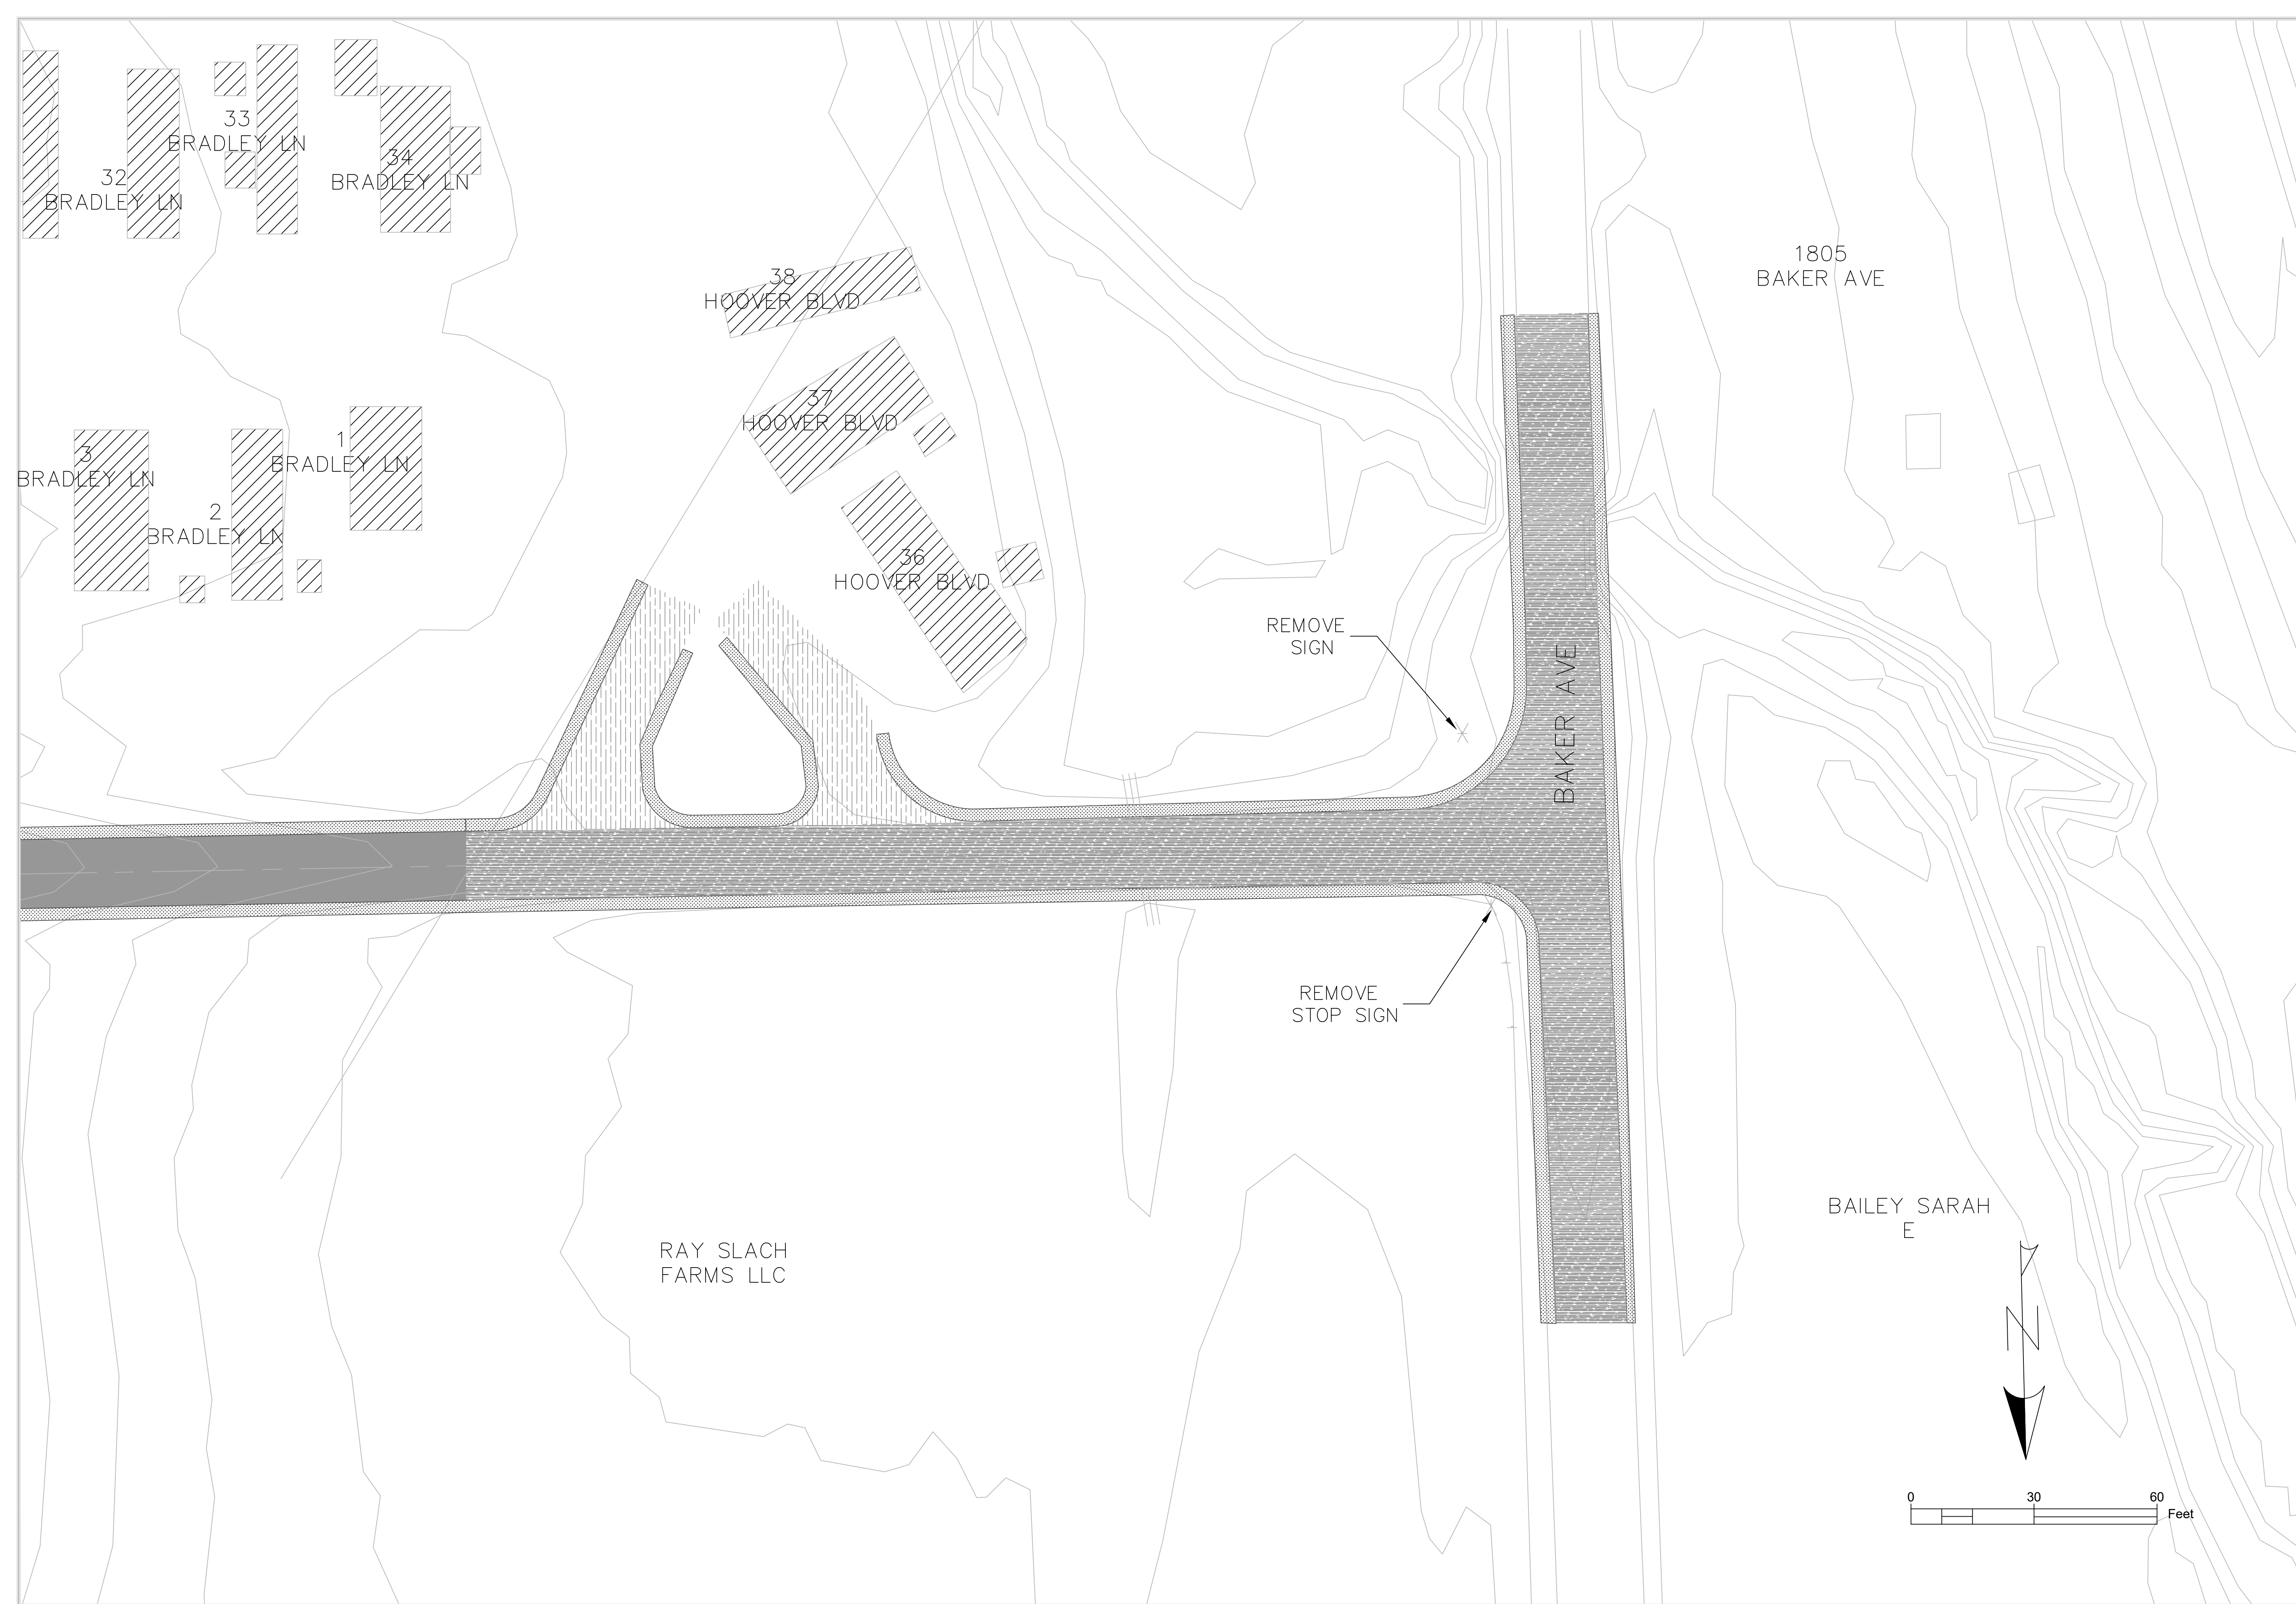 33
BRADLEY LN
34
BRADLEY LN
32
BRADLEY LN
1805
BAKER AVE
38
HOOVER BLVD
37
HOOVER BLVD
3
BRADLEY LN
1
BRADLEY LN
2
BRADLEY LN
36
HOOVER BLVD
REMOVE
SIGN
BAKER AVE
REMOVE
STOP SIGN
RAY SLACH
FARMS LLC
BAILEY SARAH
E
N
0 30 60
Feet